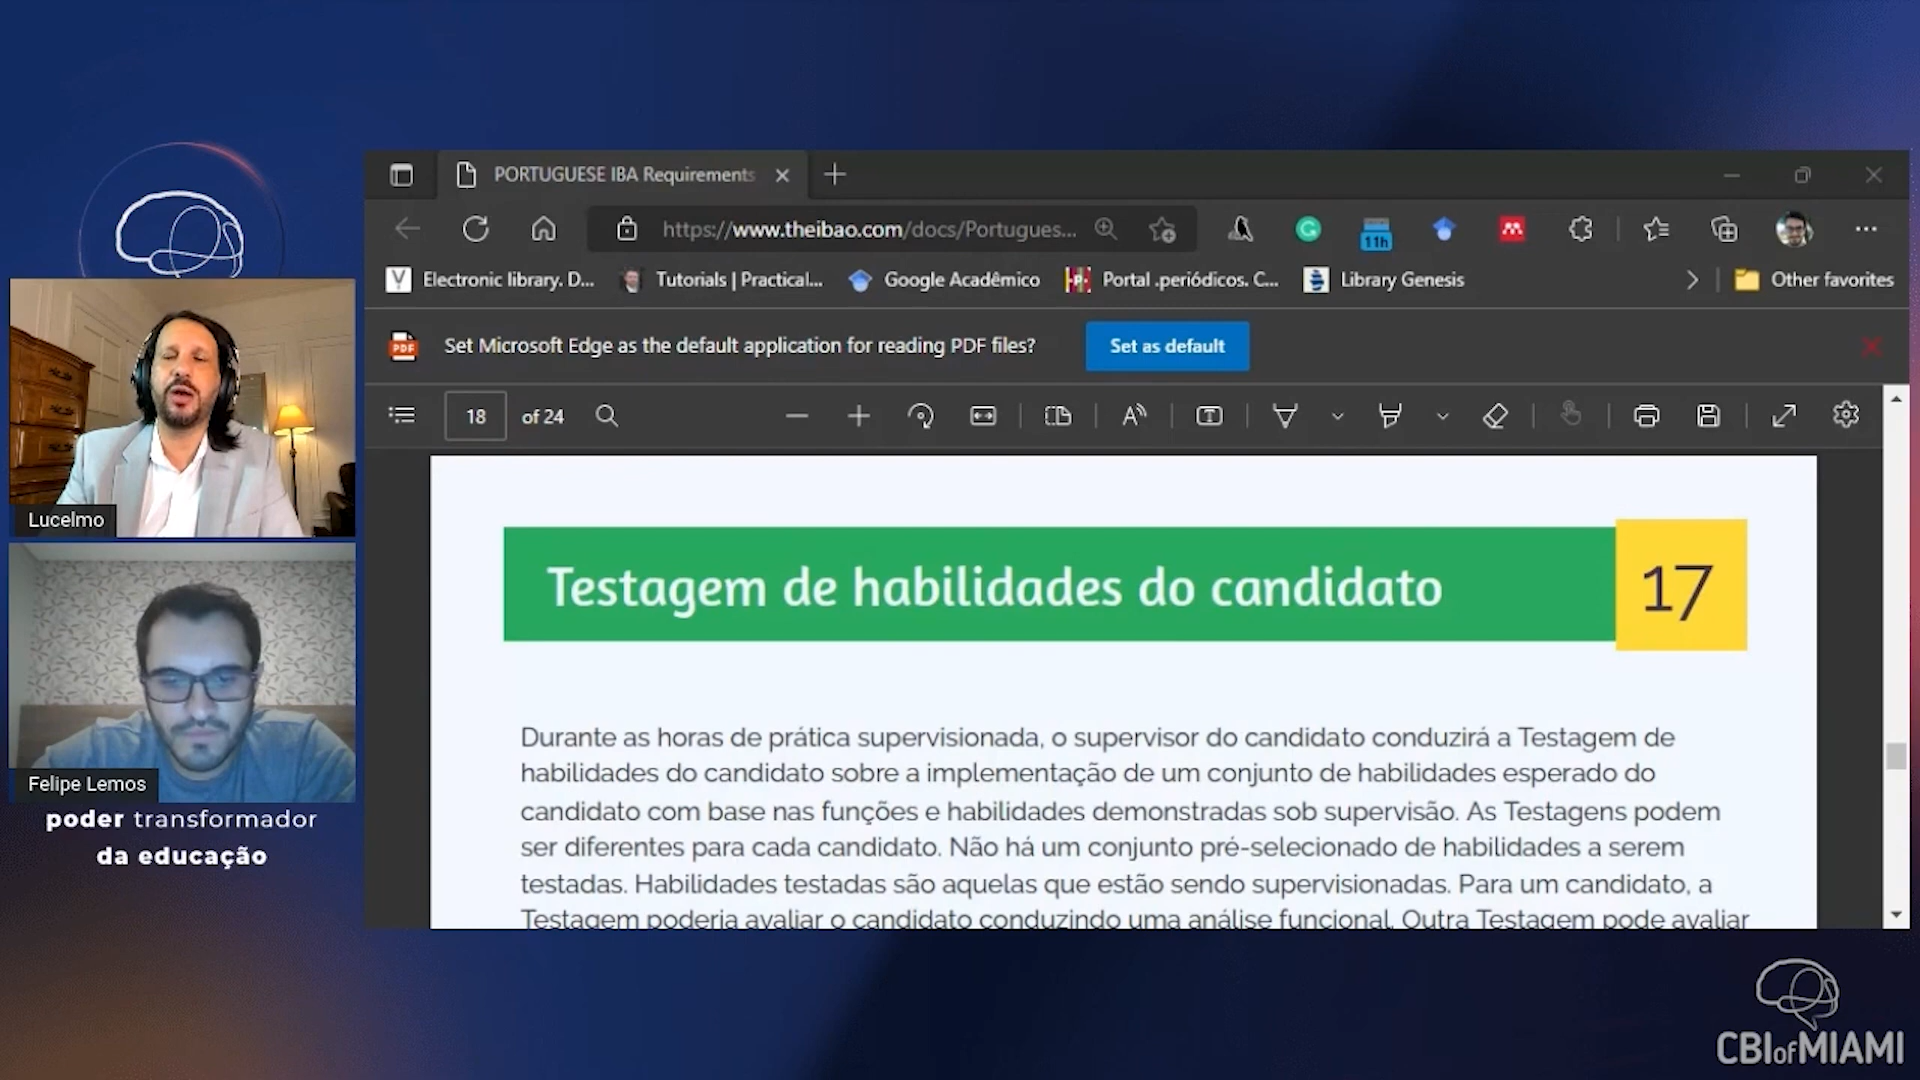 PORTUGUESE IBA Requirements
https://www.theibao.com/docs/Portugues...
11h
Electronic library. D...
Tutorials | Practical...
Google Acadêmico
Portal .periódicos. C...
Library Genesis
Other favorites
PDF
Set Microsoft Edge as the default application for reading PDF files?
Set as default
18
of 24
Testagem de habilidades do candidato
17
Durante as horas de prática supervisionada, o supervisor do candidato conduzirá a Testagem de
habilidades do candidato sobre a implementação de um conjunto de habilidades esperado do
candidato com base nas funções e habilidades demonstradas sob supervisão. As Testagens podem
ser diferentes para cada candidato. Não há um conjunto pré-selecionado de habilidades a serem
testadas. Habilidades testadas são aquelas que estão sendo supervisionadas. Para um candidato, a
Testagem poderia avaliar o candidato conduzindo uma análise funcional. Outra Testagem pode avaliar
Lucelmo
Felipe Lemos
poder transformador
da educação
CBIofMIAMI